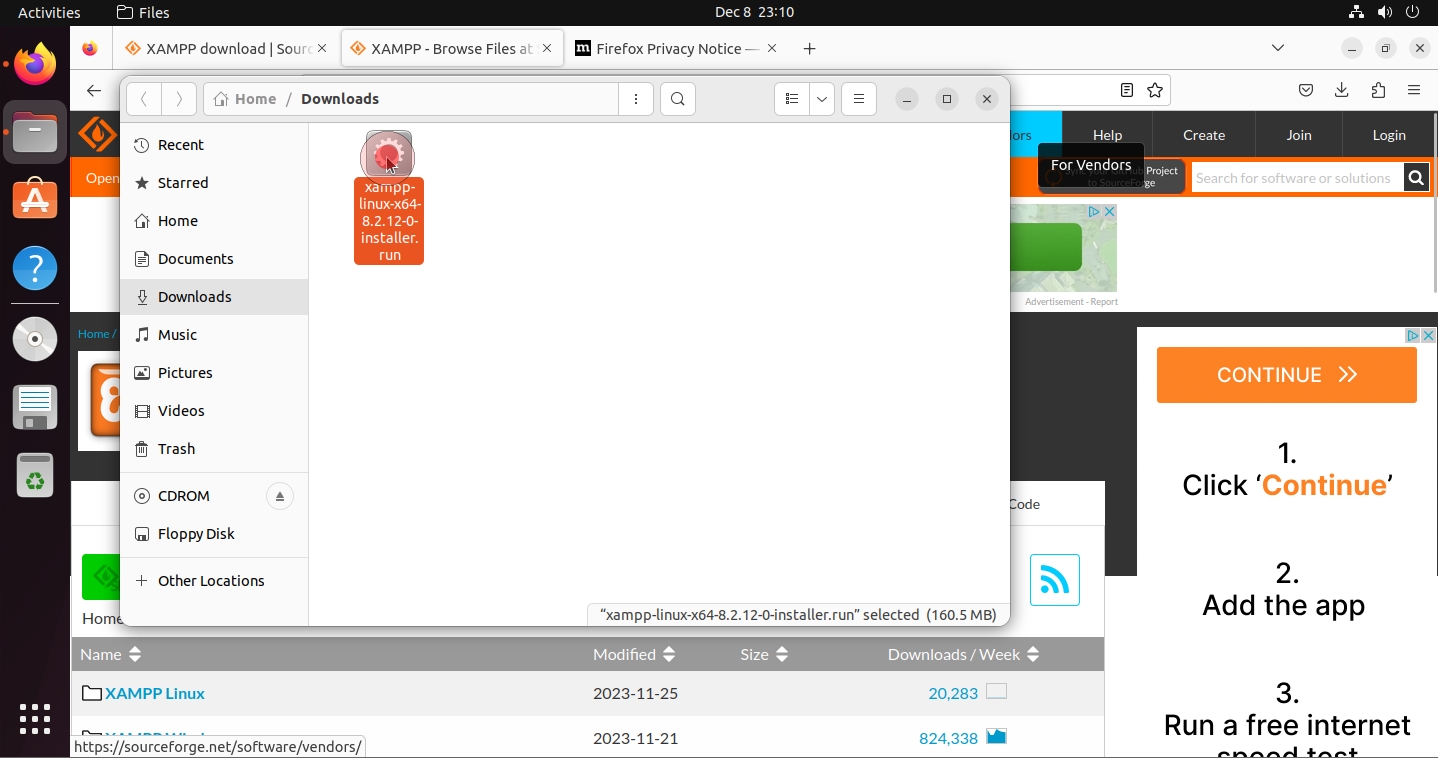 Activities
Files
Dec 8 23:10
XAMPP download | Sourc
XAMPP - Browse Files at
Firefox Privacy Notice —
Home / Downloads
Help
Create
Join
Login
Open
For Vendors
Project
to SourceForge
Search for software or solutions
Recent
Starred
Home
Documents
Downloads
Music
Pictures
Videos
Trash
CDROM
Floppy Disk
Other Locations
xampp-
linux-x64-
8.2.12-0-
installer.
run
Advertisement - Report
Home /
Code
Home
"xampp-linux-x64-8.2.12-0-installer.run" selected (160.5 MB)
Name
Modified
Size
Downloads / Week
XAMPP Linux
2023-11-25
20,283
2023-11-21
824,338
https://sourceforge.net/software/vendors/
CONTINUE
1.
Click ‘Continue’
2.
Add the app
3.
Run a free internet
speed test